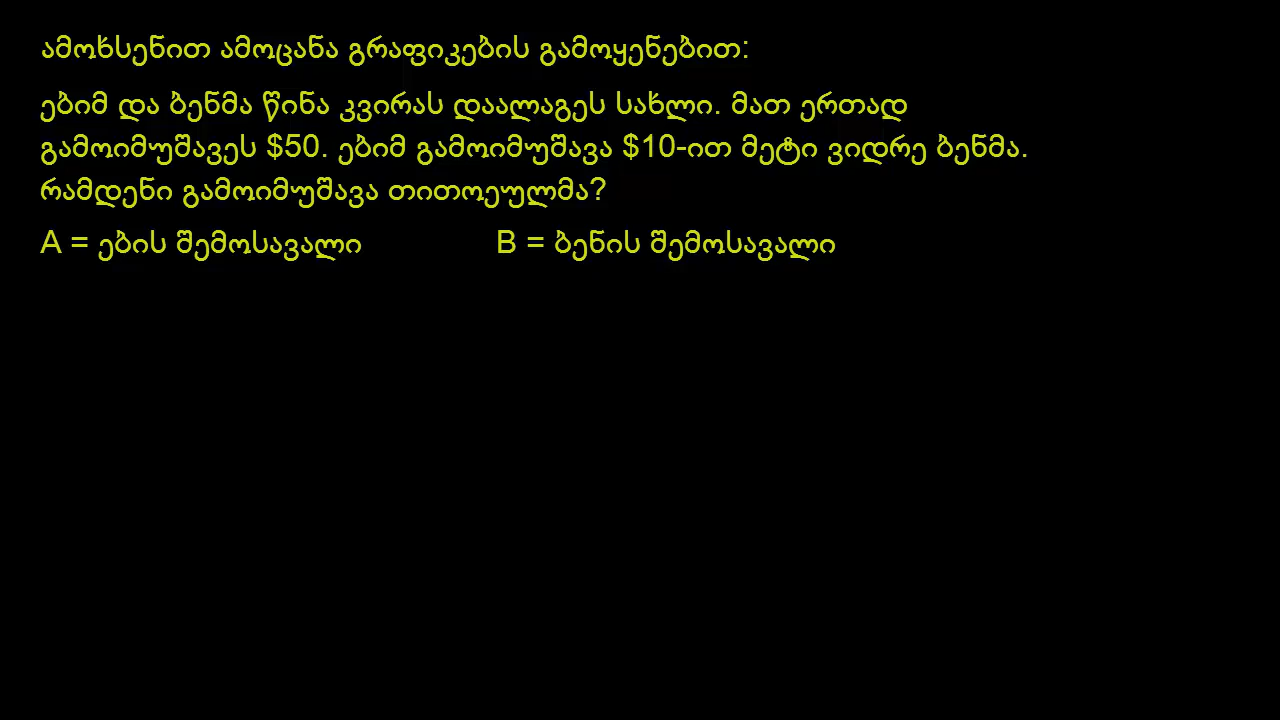 ამოხსენით ამოცანა გრაფიკების გამოყენებით:
ებიმ და ბენმა წინა კვირას დაალაგეს სახლი. მათ ერთად
გამოიმუშავეს $50. ებიმ გამოიმუშავა $10-ით მეტი ვიდრე ბენმა.
რამდენი გამოიმუშავა თითოეულმა?
A = ების შემოსავალი B = ბენის შემოსავალი